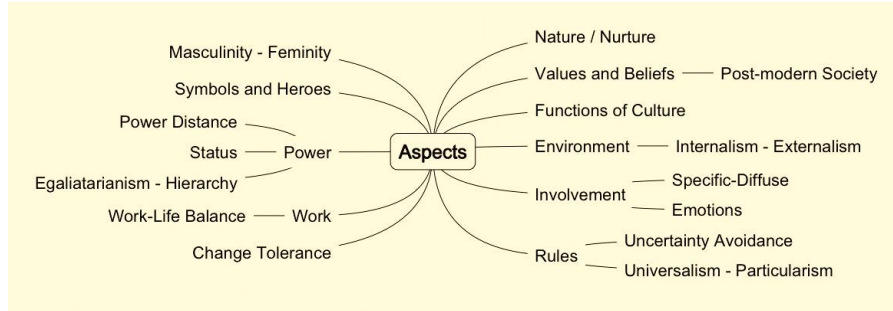 Masculinity - Feminity
Symbols and Heroes
Power Distance
Status
Power
Egaliatarianism - Hierarchy
Work-Life Balance
Work
Change Tolerance
Aspects
Nature / Nurture
Values and Beliefs
Post-modern Society
Functions of Culture
Environment
Internalism - Externalism
Involvement
Specific-Diffuse
Emotions
Rules
Uncertainty Avoidance
Universalism - Particularism